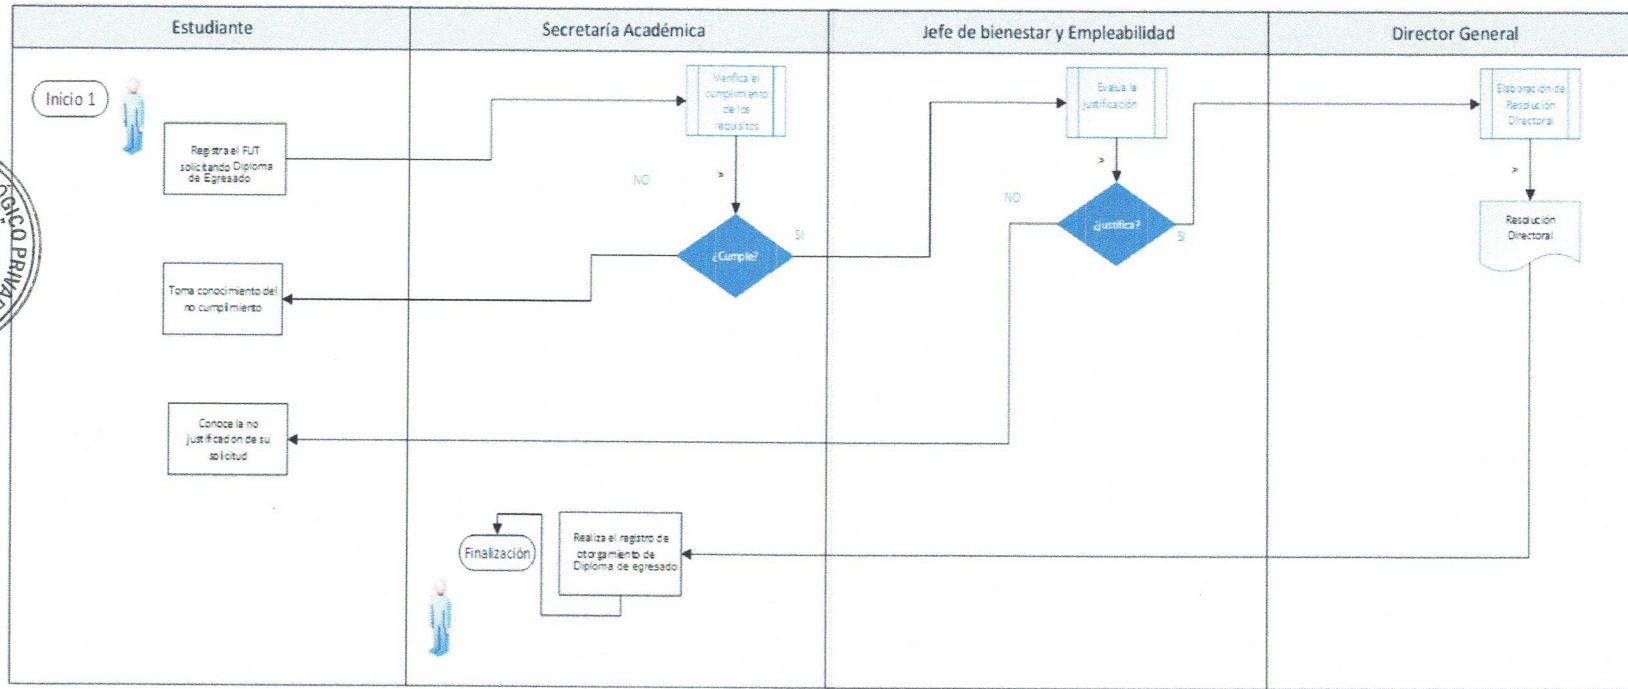 Estudiante
Secretaría Académica
Jefe de bienestar y Empleabilidad
Director General
Inicio 1
Registra el FUT
solicitando Diploma
de Egresado
Verifica el
cumplimiento
de los
requisitos
Evalua la
justificación
Elaboración de
Resolución
Directoral
NO
¿Cumple?
SI
NO
¿Justifica?
SI
Resolución
Directoral
Toma conocimiento del
no cumplimiento
Conoce la no
justificacion de su
solicitud
Finalización
Realiza el registro de
otorgamiento de
Diploma de egresado
PRIVAD